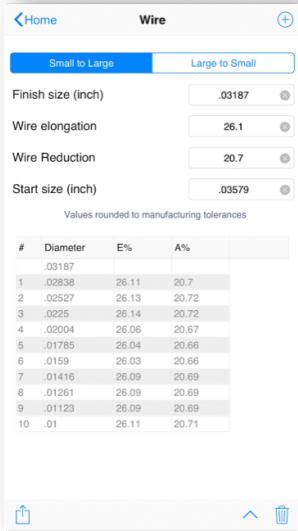 Home Wire
Small to Large Large to Small
Finish size (inch) .03187
Wire elongation 26.1
Wire Reduction 20.7
Start size (inch) .03579
Values rounded to manufacturing tolerances
# Diameter E% A%
.03187
1 .02838 26.11 20.7
2 .02527 26.13 20.72
3 .0225 26.14 20.72
4 .02004 26.06 20.67
5 .01785 26.04 20.66
6 .0159 26.03 20.66
7 .01416 26.09 20.69
8 .01261 26.09 20.69
9 .01123 26.09 20.69
10 .01 26.11 20.71